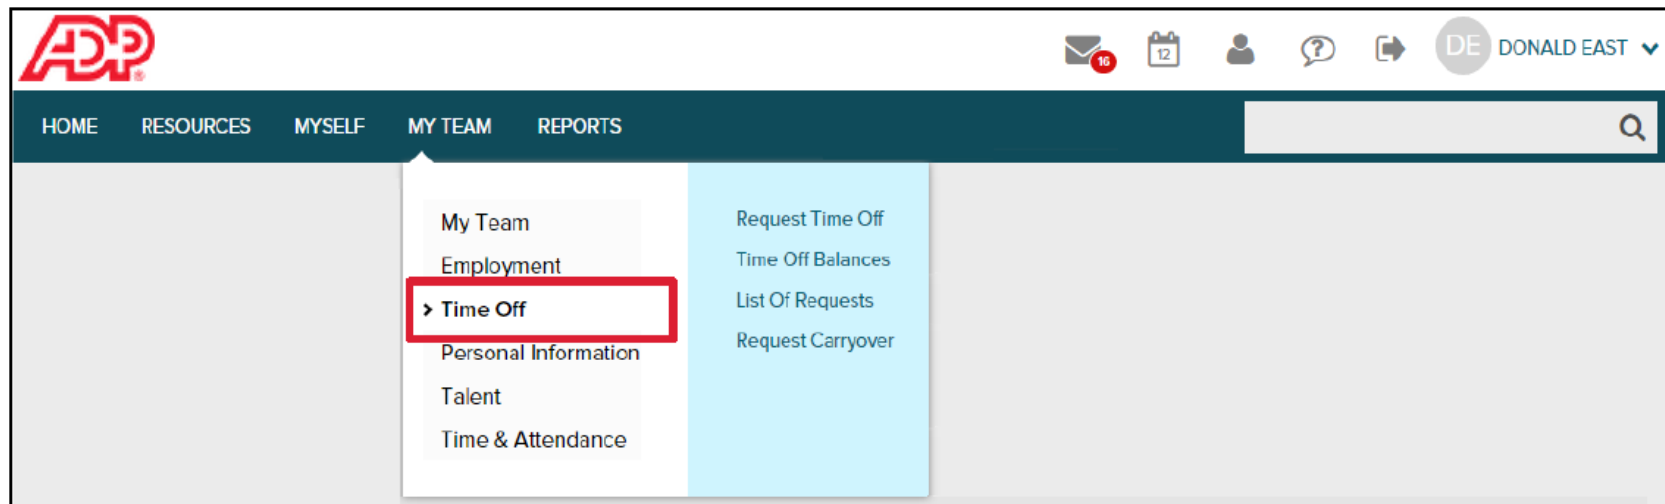 ADP
16
12
?
DE
DONALD EAST
HOME RESOURCES MYSELF MY TEAM REPORTS
My Team
Employment
> Time Off
Personal Information
Talent
Time & Attendance
Request Time Off
Time Off Balances
List Of Requests
Request Carryover